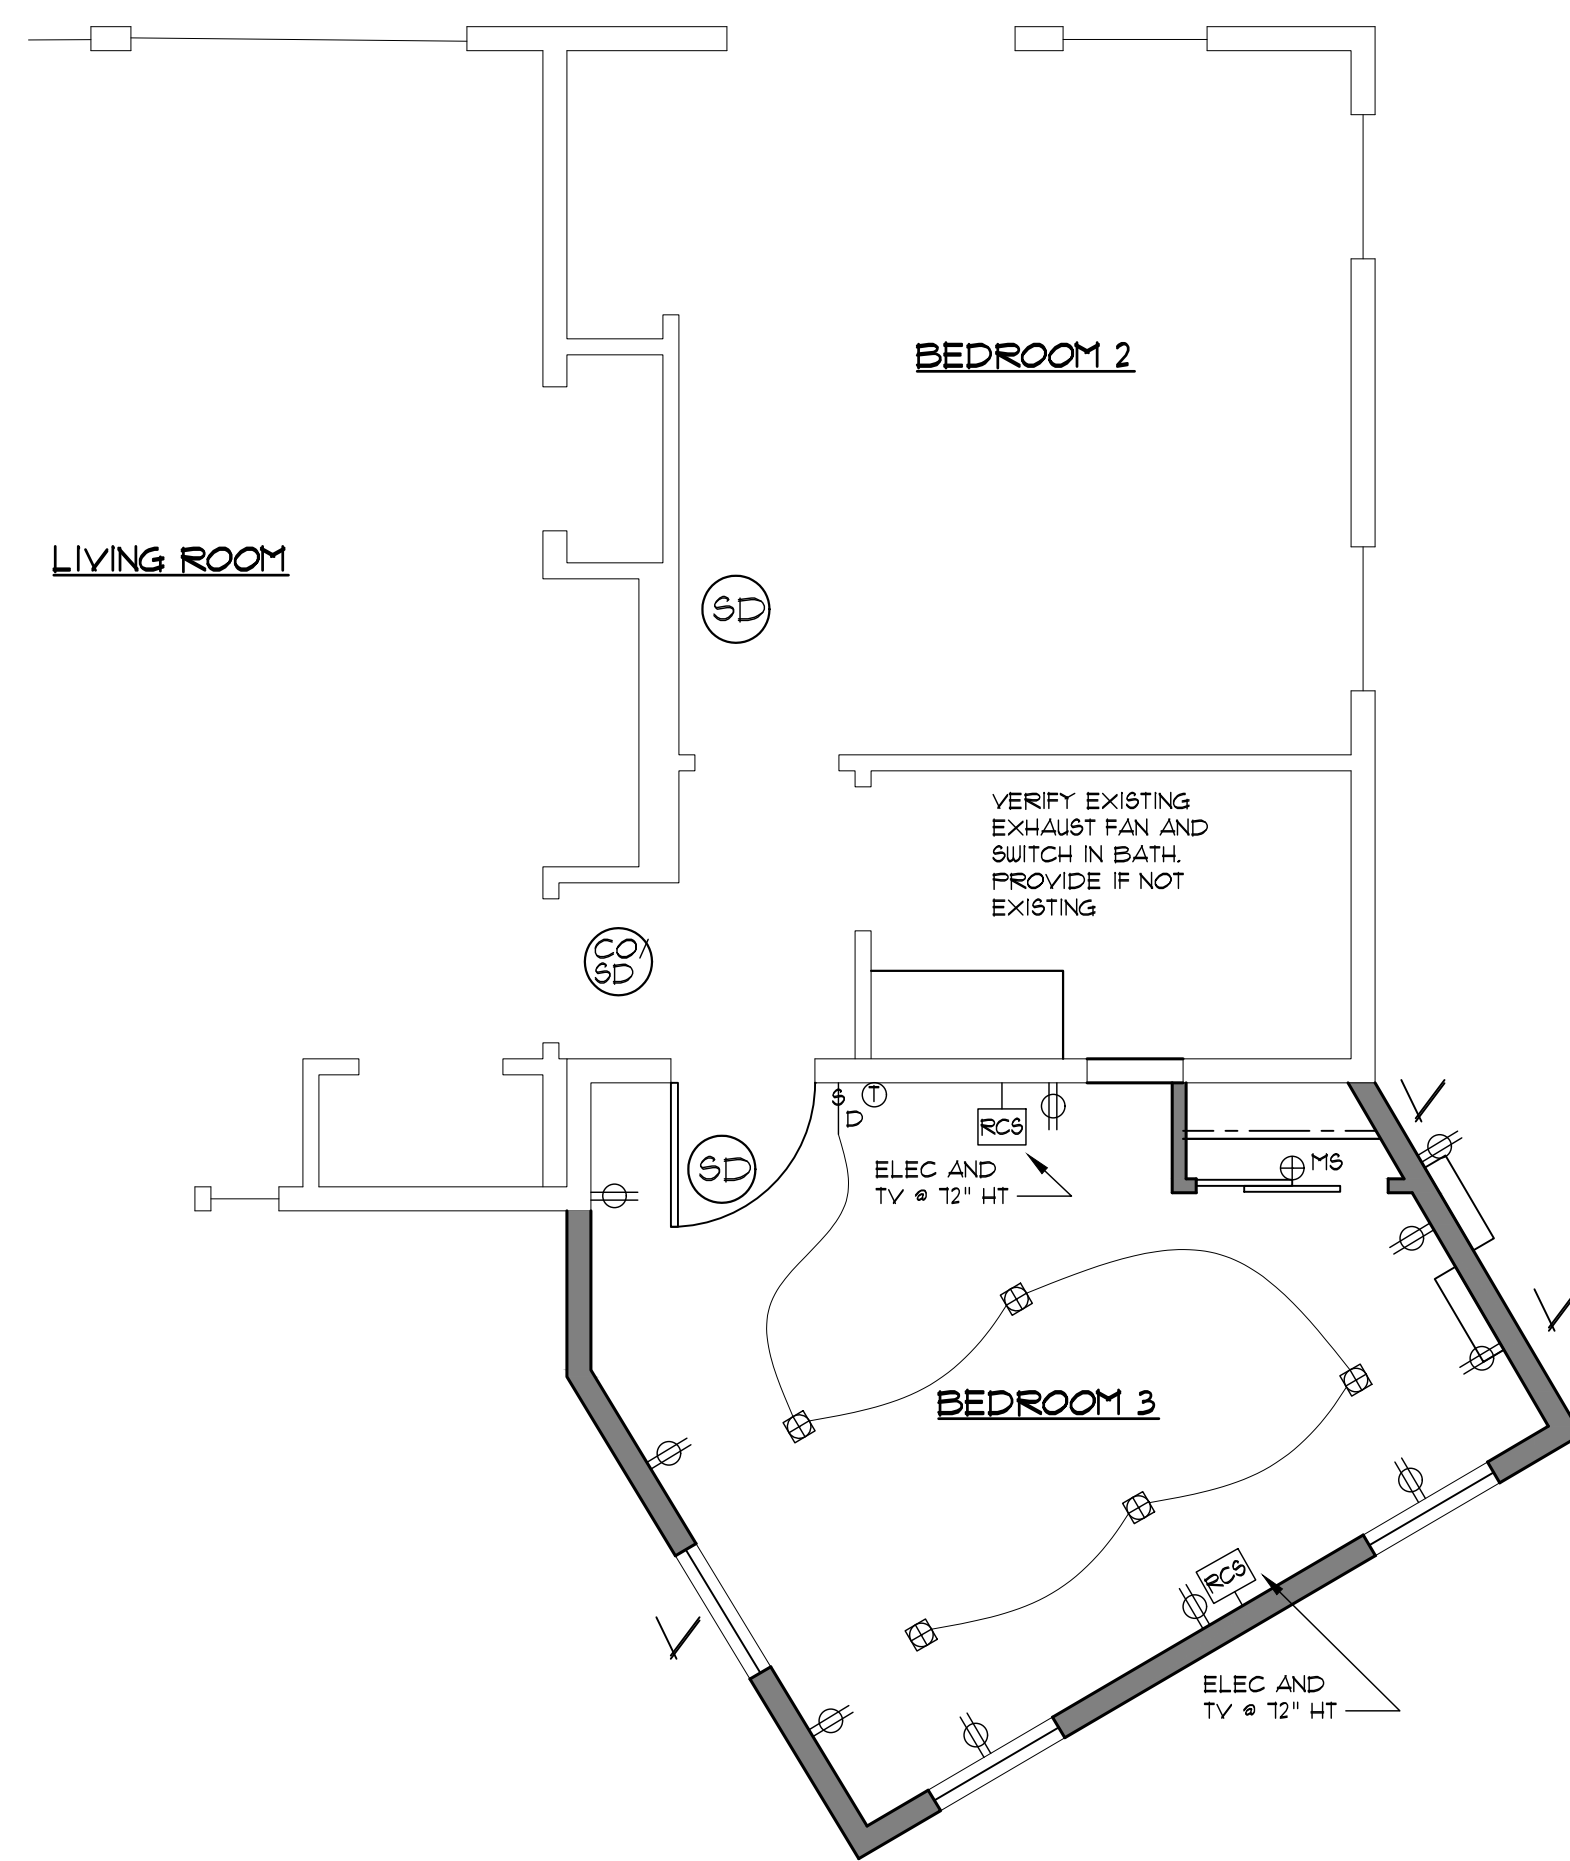 BEDROOM 2
LIVING ROOM
SD
VERIFY EXISTING
EXHAUST FAN AND
SWITCH IN BATH.
PROVIDE IF NOT
EXISTING
CO/
SD
S
D
T
RCS
SD
ELEC AND
TV @ 72" HT
MS
BEDROOM 3
RCS
ELEC AND
TV @ 72" HT